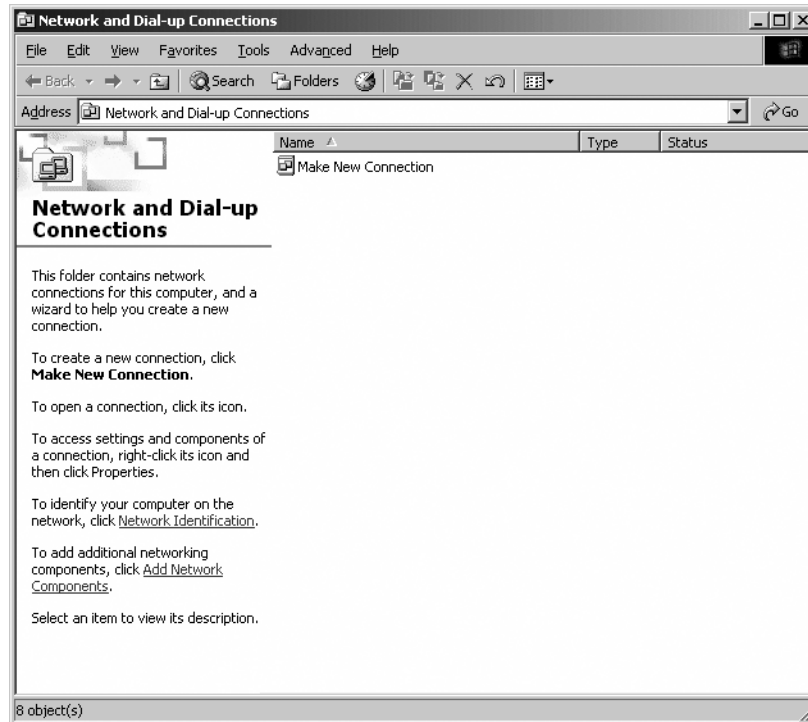 Network and Dial-up Connections
File Edit View Favorites Tools Advanced Help
Back Search Folders
Address Network and Dial-up Connections Go
Name Type Status
Make New Connection
Network and Dial-up
Connections
This folder contains network
connections for this computer, and a
wizard to help you create a new
connection.
To create a new connection, click
Make New Connection.
To open a connection, click its icon.
To access settings and components of
a connection, right-click its icon and
then click Properties.
To identify your computer on the
network, click Network Identification.
To add additional networking
components, click Add Network
Components.
Select an item to view its description.
8 object(s)